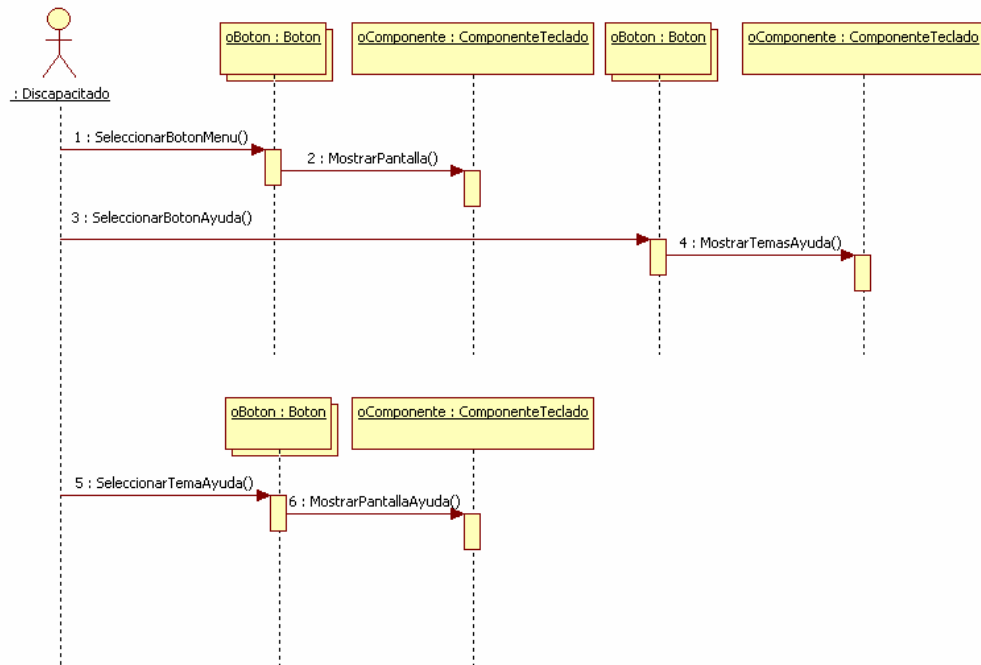 oBoton : Boton
oComponente : ComponenteTeclado
oBoton : Boton
oComponente : ComponenteTeclado
: Discapacitado
1 : SeleccionarBotonMenu()
2 : MostrarPantalla()
3 : SeleccionarBotonAyuda()
4 : MostrarTemasAyuda()
oBoton : Boton
oComponente : ComponenteTeclado
5 : SeleccionarTemaAyuda()
6 : MostrarPantallaAyuda()